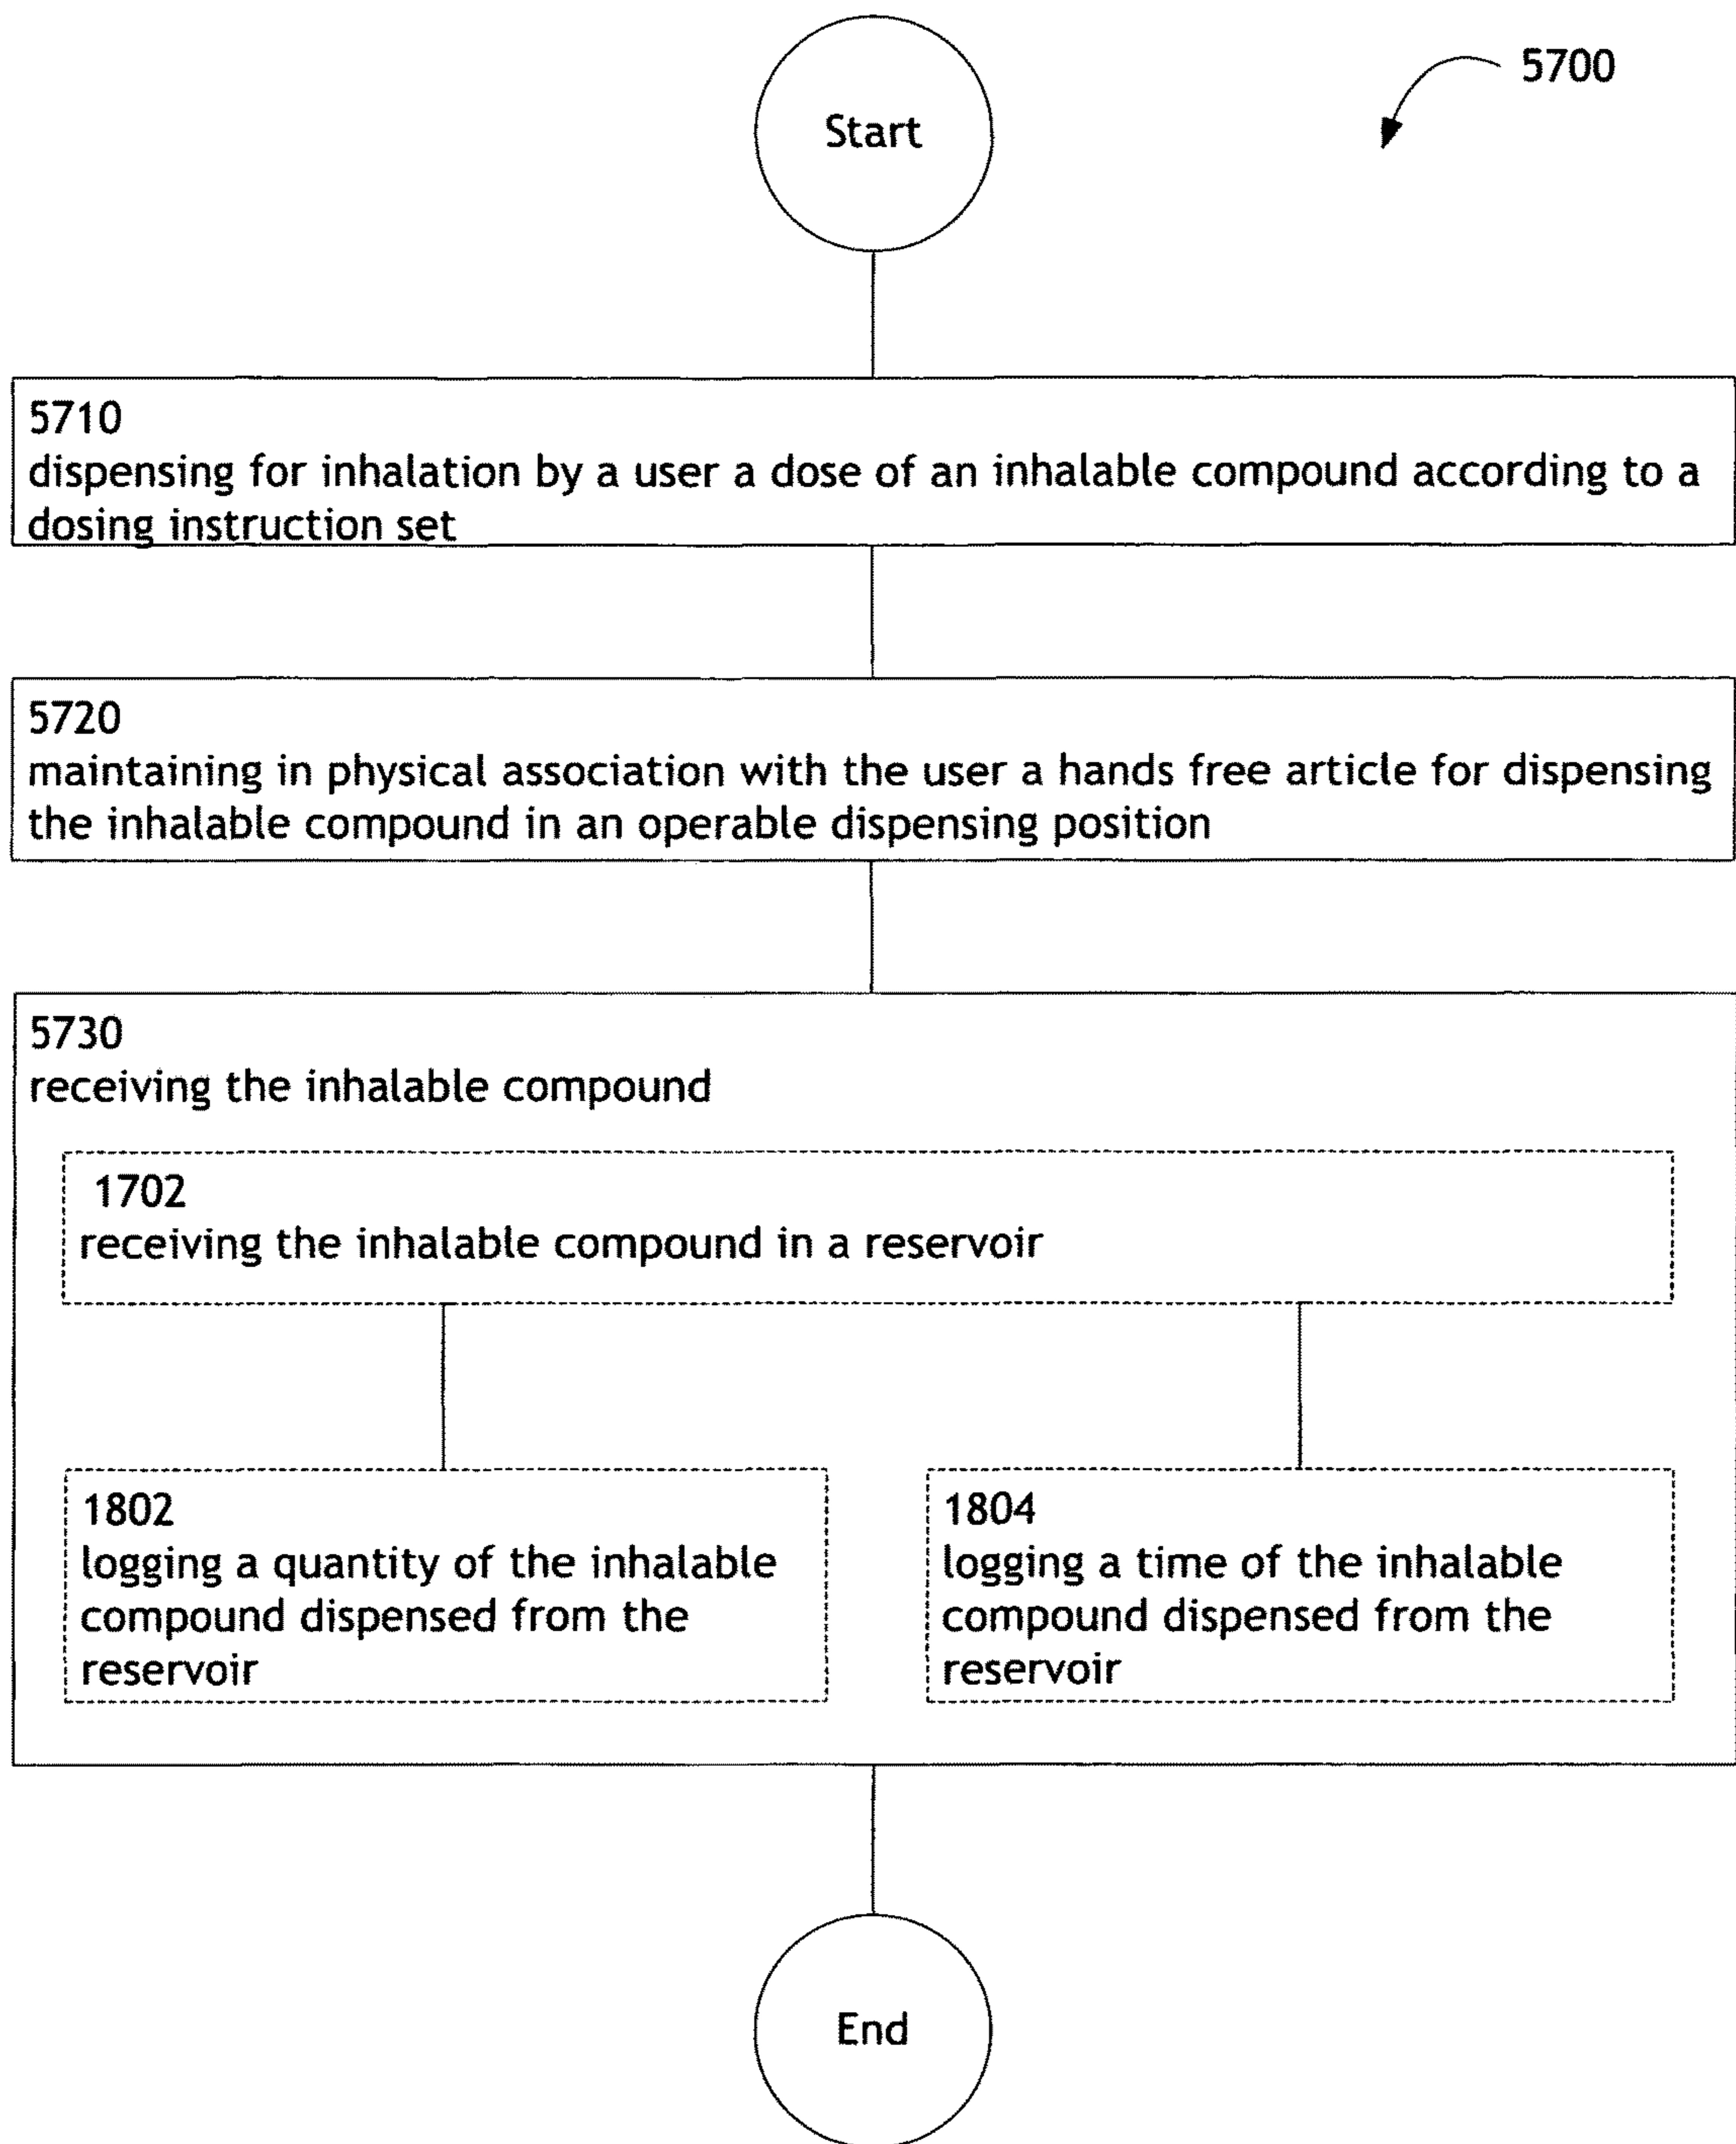 5700
Start
5710
dispensing for inhalation by a user a dose of an inhalable compound according to a
dosing instruction set
5720
maintaining in physical association with the user a hands free article for dispensing
the inhalable compound in an operable dispensing position
5730
receiving the inhalable compound
1702
receiving the inhalable compound in a reservoir
1802
logging a quantity of the inhalable
compound dispensed from the
reservoir
1804
logging a time of the inhalable
compound dispensed from the
reservoir
End